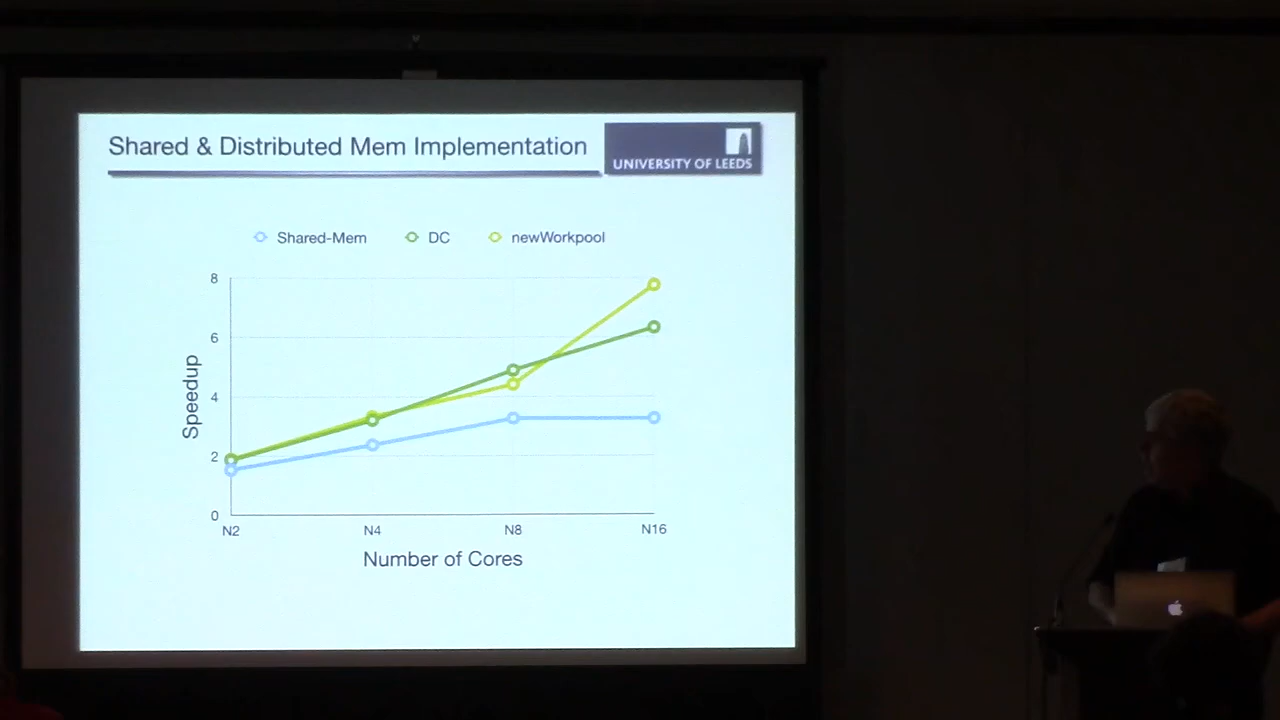 Shared & Distributed Mem Implementation
UNIVERSITY OF LEEDS
Shared-Mem DC newWorkpool
8
6
4
2
0
Speedup
N2 N4 N8 N16
Number of Cores